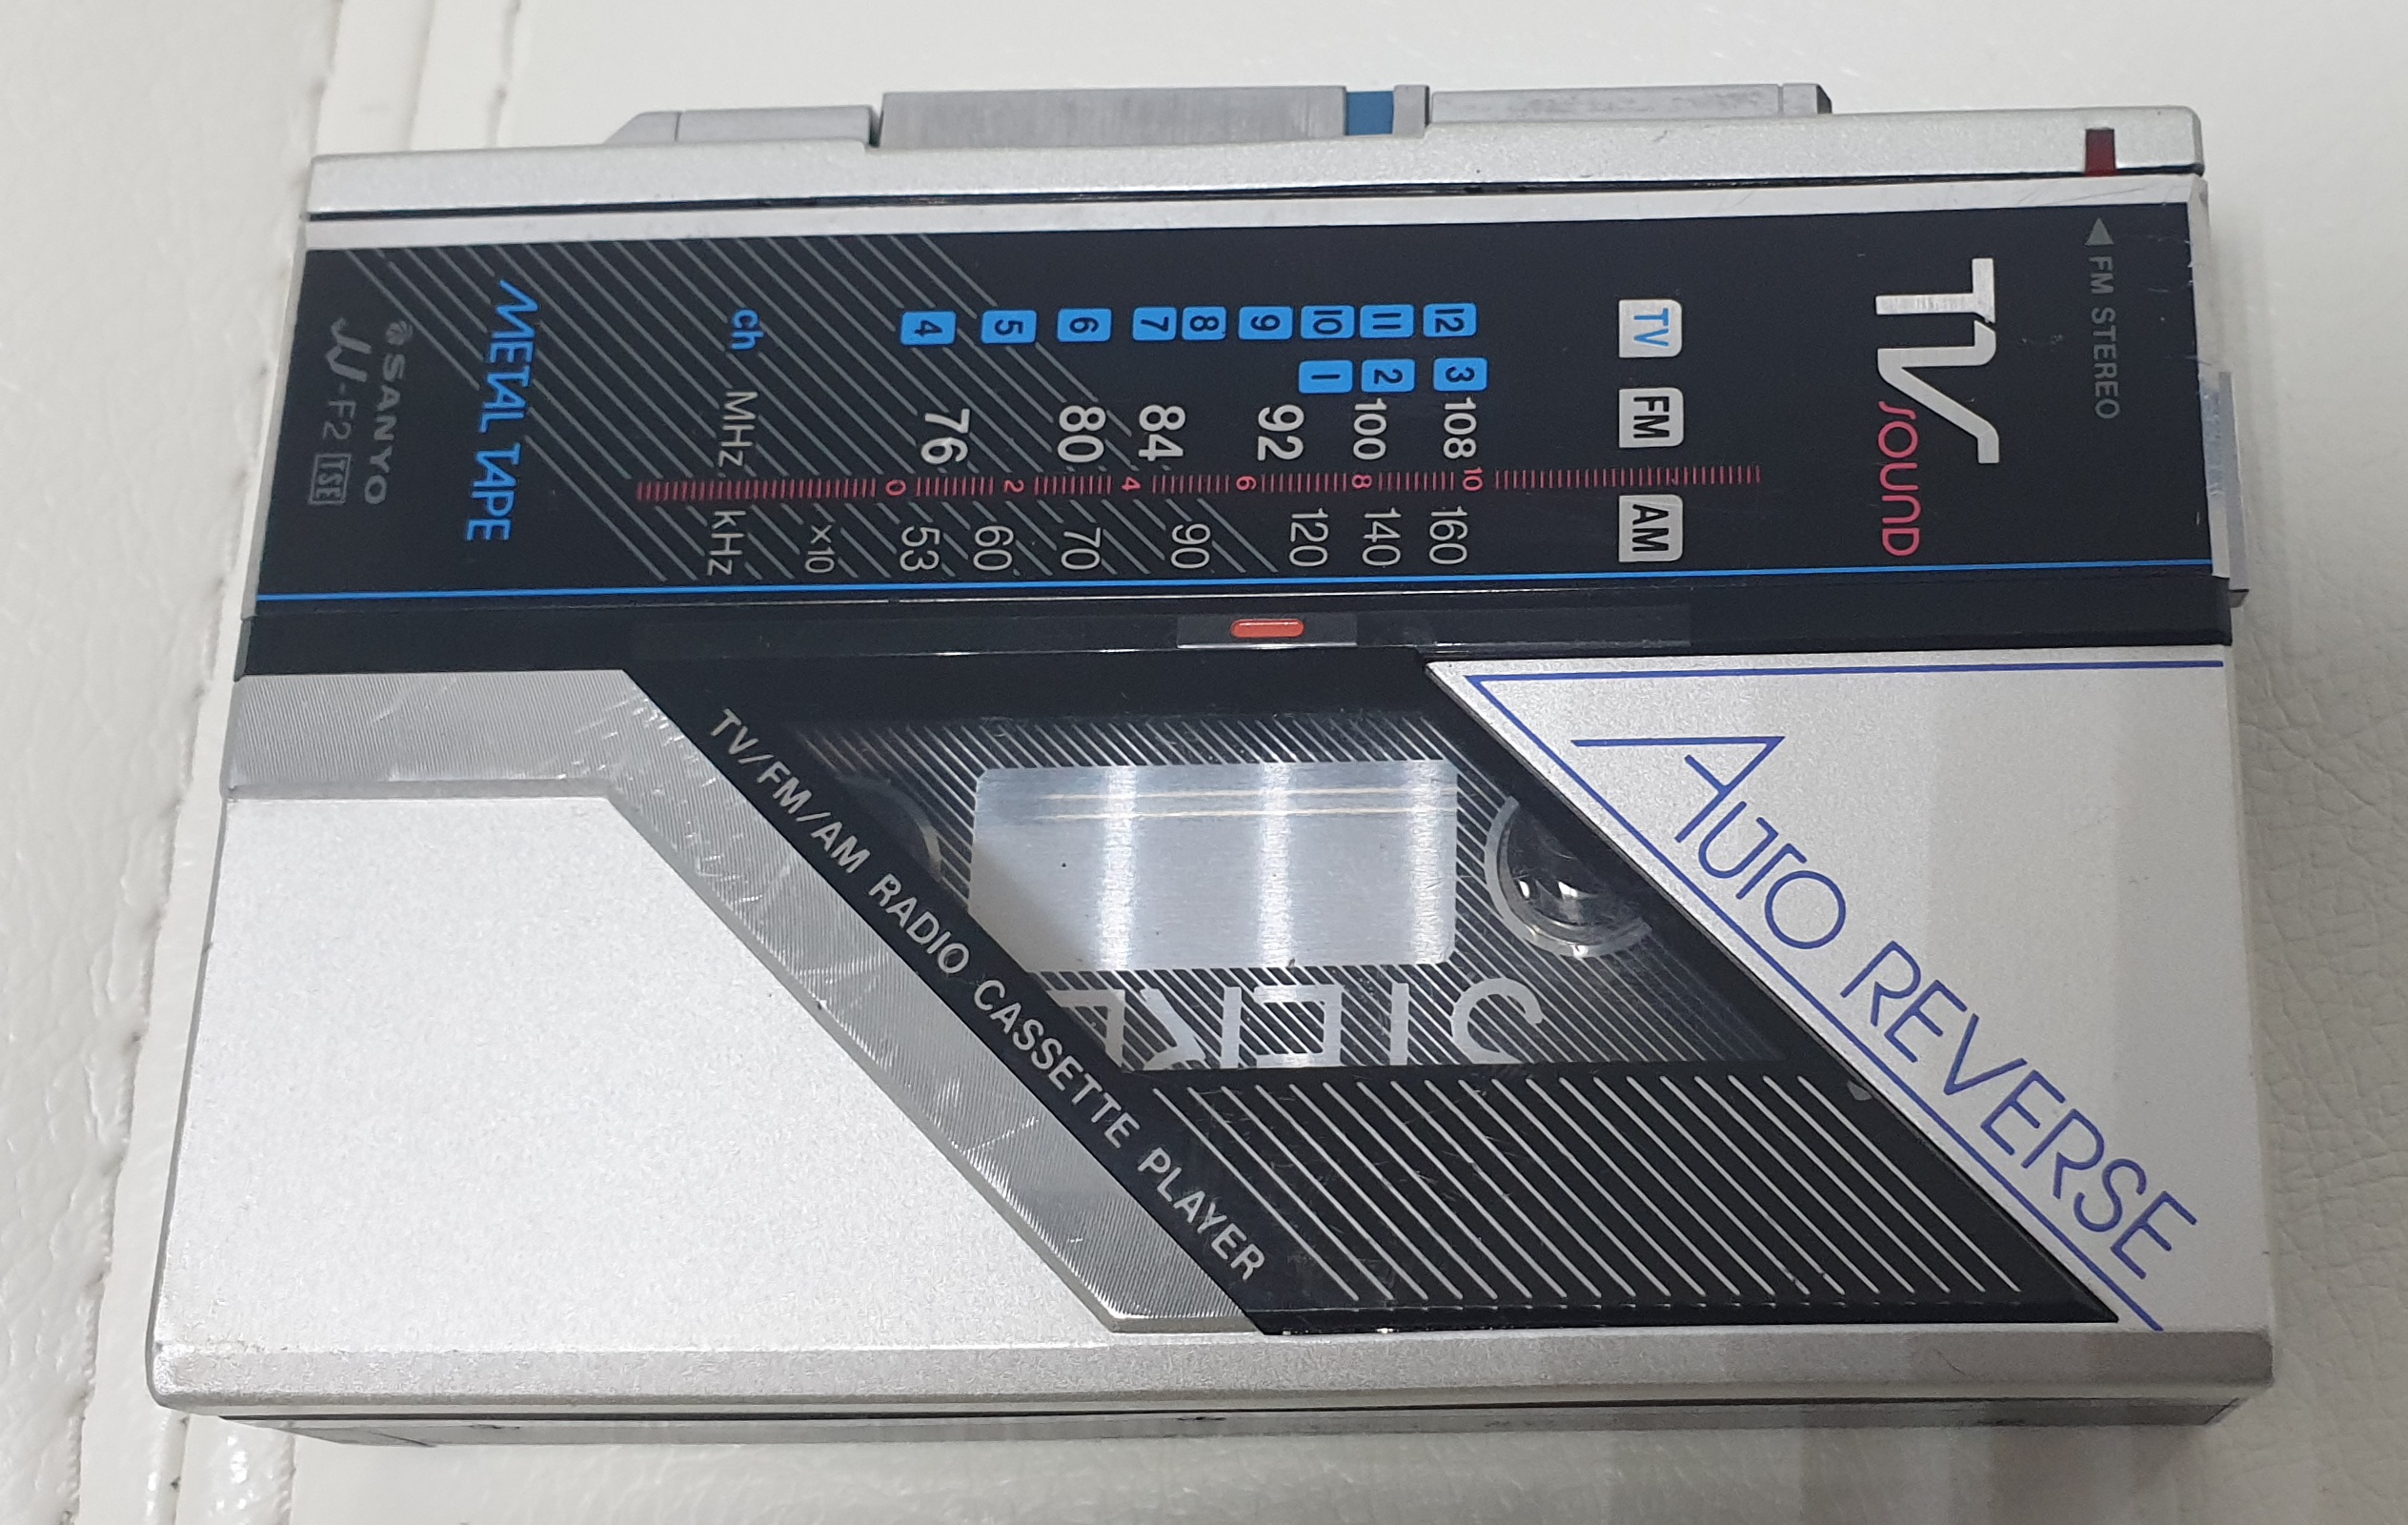 ◀ FM STEREO
TV
SOUND
TV FM AM
12 11 10 9 8 7 6 5 4 ch
3 2 1
108 100 92 84 80 76 MHz
10 8 6 4 2 0
160 140 120 90 70 60 53 ×10 kHz
METAL TAPE
SANYO
JJ-F2 TSE
AUTO REVERSE
TV/FM/AM RADIO CASSETTE PLAYER